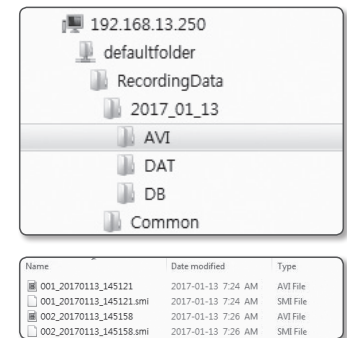 192.168.13.250
defaultfolder
RecordingData
2017_01_13
AVI
DAT
DB
Common
Name Date modified Type
001_20170113_145121 2017-01-13 7:24 AM AVI File
001_20170113_145121.smi 2017-01-13 7:24 AM SMI File
002_20170113_145158 2017-01-13 7:26 AM AVI File
002_20170113_145158.smi 2017-01-13 7:26 AM SMI File